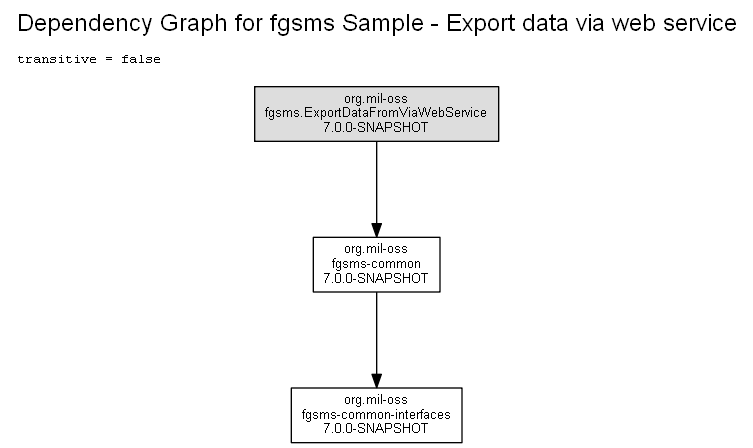 Dependency Graph for fgsms Sample - Export data via web service
transitive = false
org.mil-oss
fgsms.ExportDataFromViaWebService
7.0.0-SNAPSHOT
org.mil-oss
fgsms-common
7.0.0-SNAPSHOT
org.mil-oss
fgsms-common-interfaces
7.0.0-SNAPSHOT